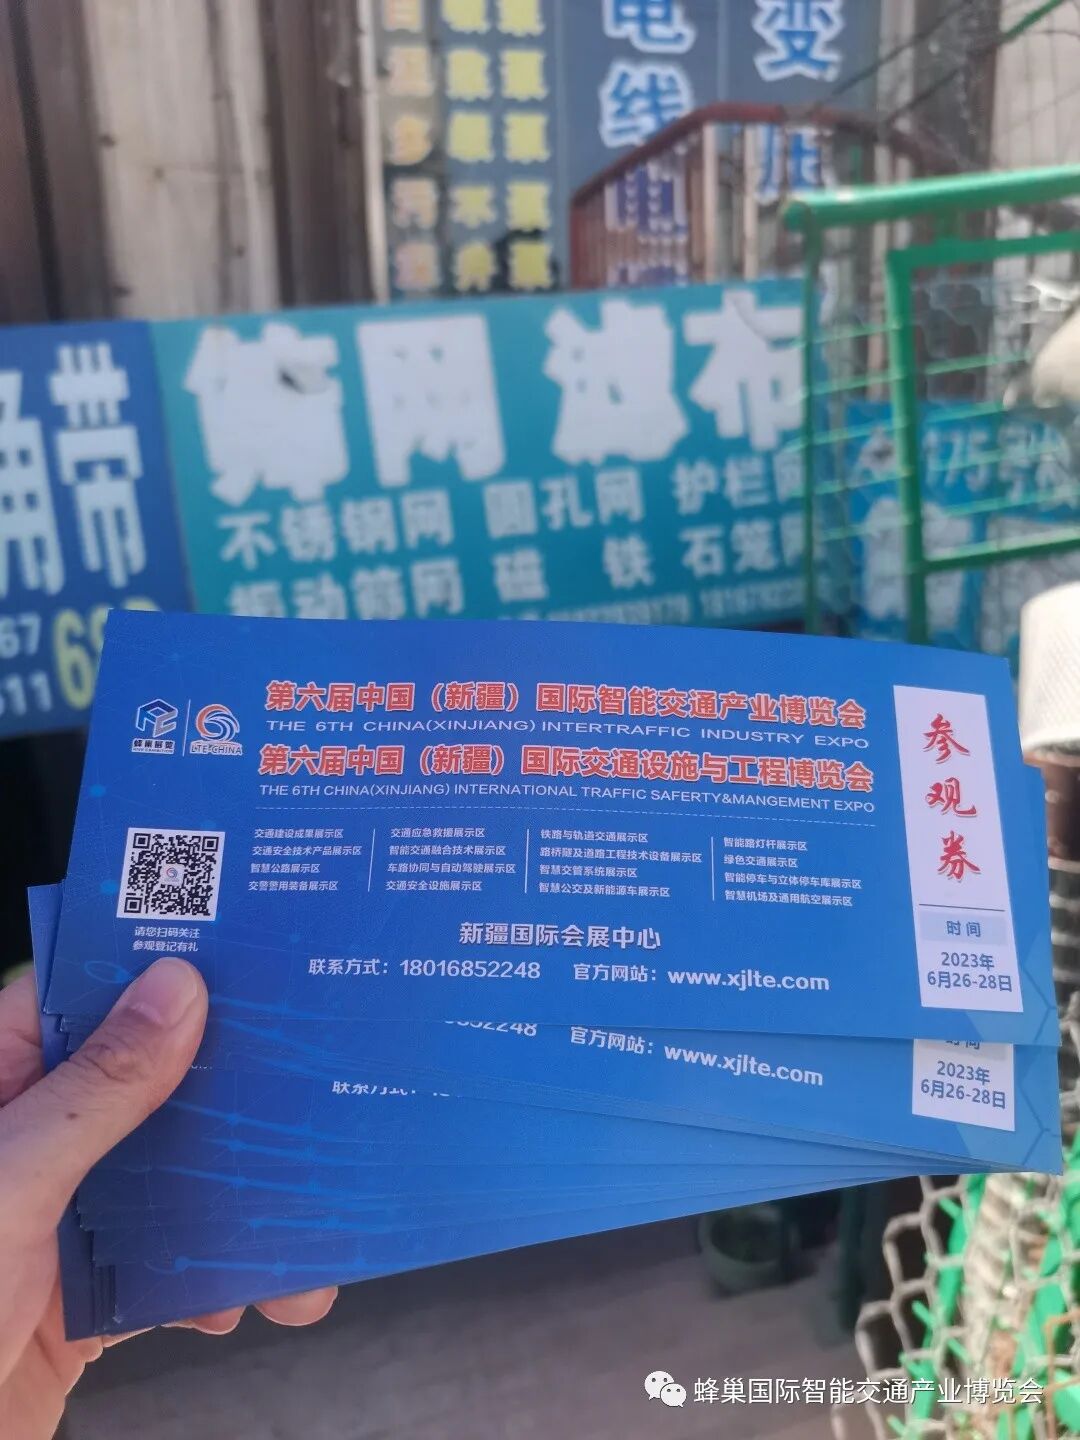 电线
变压
筛网 滤布
不锈钢网 圆孔网 护栏网
振动筛网 磁 铁 石笼网
蜂巢展览
LTE-CHINA
第六届中国（新疆）国际智能交通产业博览会
THE 6TH CHINA(XINJIANG) INTERTRAFFIC INDUSTRY EXPO
第六届中国（新疆）国际交通设施与工程博览会
THE 6TH CHINA(XINJIANG) INTERNATIONAL TRAFFIC SAFERTY&MANGEMENT EXPO
交通建设成果展示区
交通安全技术产品展示区
智慧公路展示区
交警警用装备展示区
交通应急救援展示区
智能交通融合技术展示区
车路协同与自动驾驶展示区
交通安全设施展示区
铁路与轨道交通展示区
路桥隧及道路工程技术设备展示区
智慧交管系统展示区
智慧公交及新能源车展示区
智能路灯杆展示区
绿色交通展示区
智能停车与立体停车库展示区
智慧机场及通用航空展示区
请您扫码关注
参观登记有礼
新疆国际会展中心
联系方式：18016852248 官方网站：www.xjlte.com
参观券
时间
2023年
6月26-28日
官方网站：www.xjlte.com
2023年
6月26-28日
蜂巢国际智能交通产业博览会